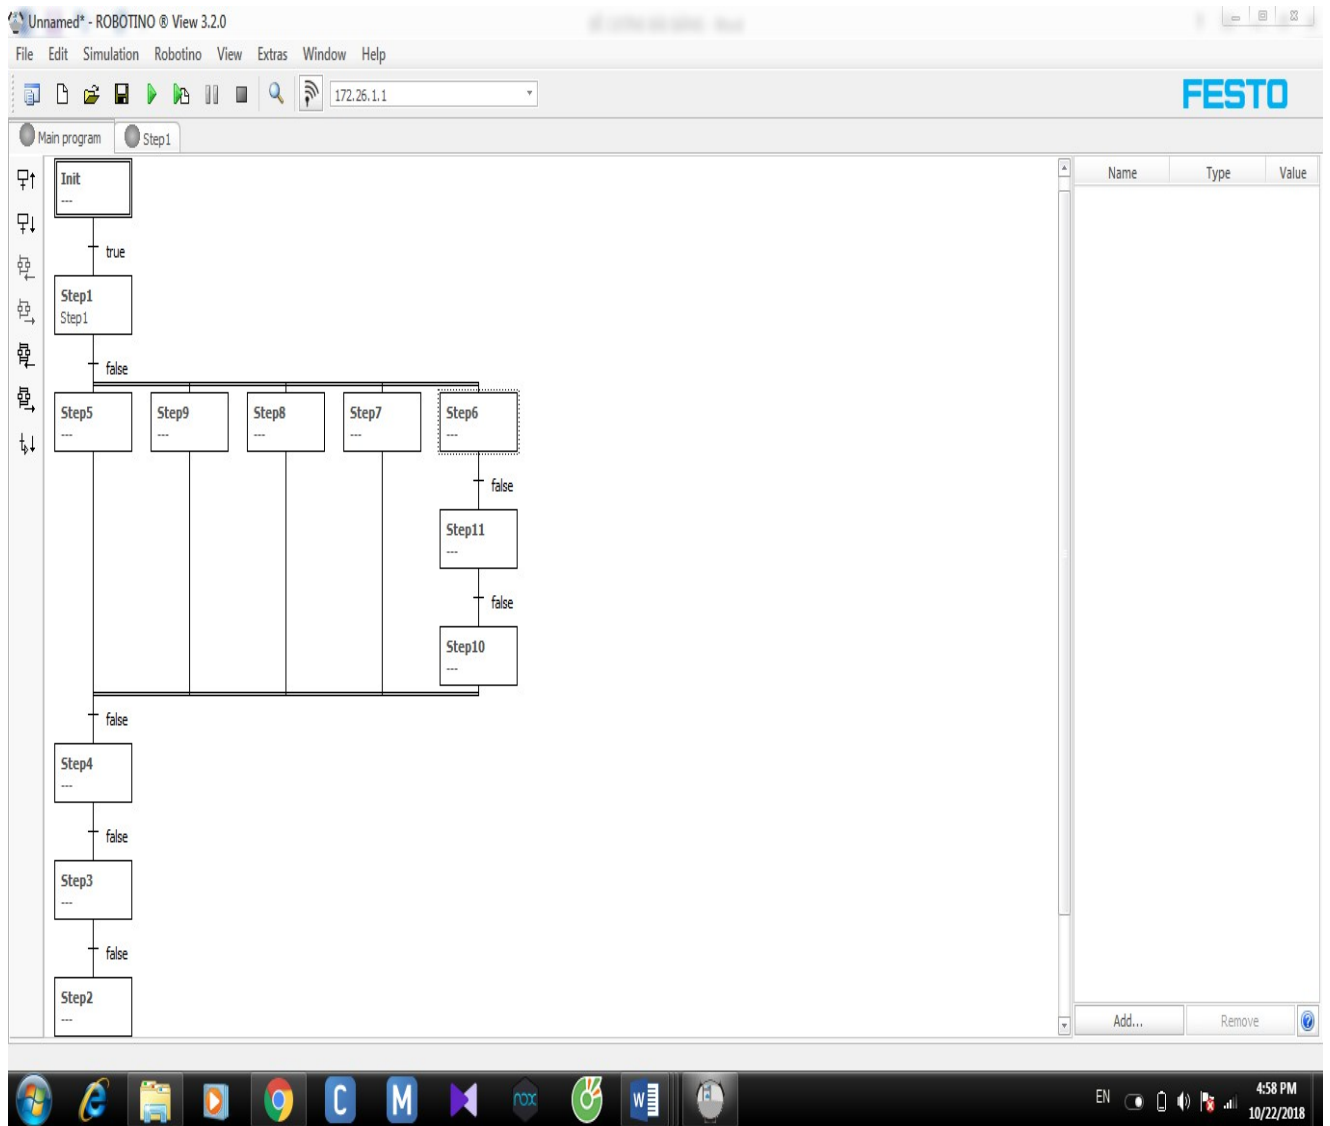 Unnamed* - ROBOTINO ® View 3.2.0
File Edit Simulation Robotino View Extras Window Help
172.26.1.1
FESTO
Main program Step1
Name Type Value
Init
---
true
Step1
Step1
false
Step5 Step9 Step8 Step7 Step6
--- --- --- --- ---
false
Step11
---
false
Step10
---
false
Step4
---
false
Step3
---
false
Step2
---
Add... Remove
C M nox W
EN 4:58 PM
10/22/2018